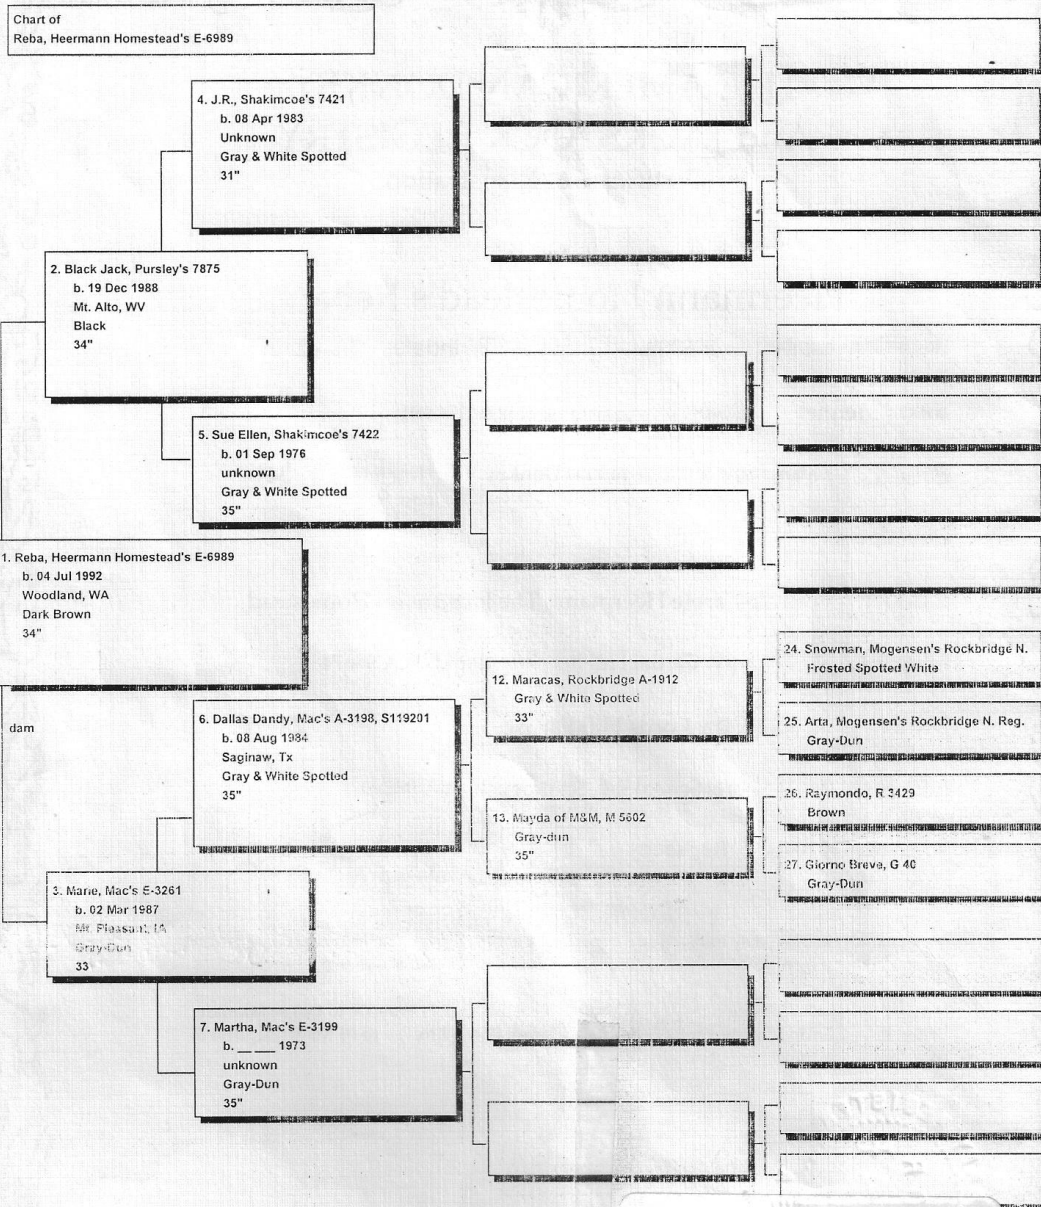 Chart of
Reba, Heermann Homestead's E-6989
4. J.R., Shakimcoe's 7421
b. 08 Apr 1983
Unknown
Gray & White Spotted
31"
2. Black Jack, Pursley's 7875
b. 19 Dec 1988
Mt. Alto, WV
Black
34"
5. Sue Ellen, Shakimcoe's 7422
b. 01 Sep 1976
unknown
Gray & White Spotted
35"
1. Reba, Heermann Homestead's E-6989
b. 04 Jul 1992
Woodland, WA
Dark Brown
34"
dam
24. Snowman, Mogensen's Rockbridge N.
Frosted Spotted White
12. Maracas, Rockbridge A-1912
Gray & White Spotted
33"
25. Arta, Mogensen's Rockbridge N. Reg.
Gray-Dun
6. Dallas Dandy, Mac's A-3198, S119201
b. 08 Aug 1984
Saginaw, Tx
Gray & White Spotted
35"
26. Raymondo, R 3429
Brown
13. Mayda of M&M, M 5602
Gray-dun
35"
27. Giorno Breve, G 40
Gray-Dun
3. Marie, Mac's E-3261
b. 02 Mar 1987
Mt. Pleasant, IA
Gray-Dun
33
7. Martha, Mac's E-3199
b. __ ___ 1973
unknown
Gray-Dun
35"